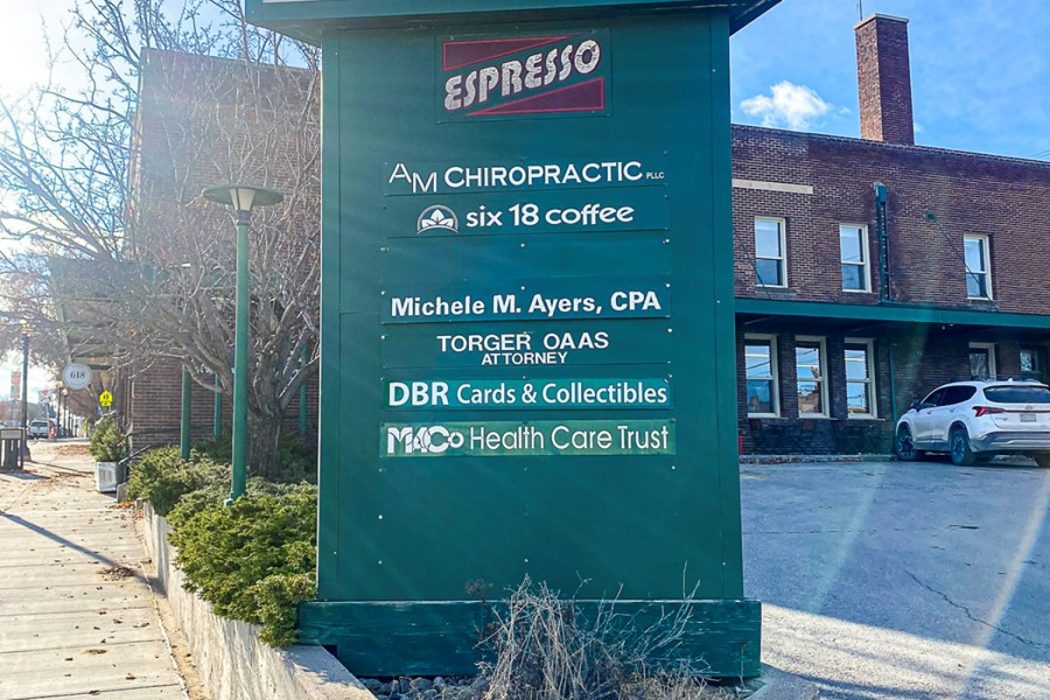 ESPRESSO
AM CHIROPRACTIC PLLC
six 18 coffee
Michele M. Ayers, CPA
TORGER OAAS
ATTORNEY
DBR Cards & Collectibles
MACo Health Care Trust
618